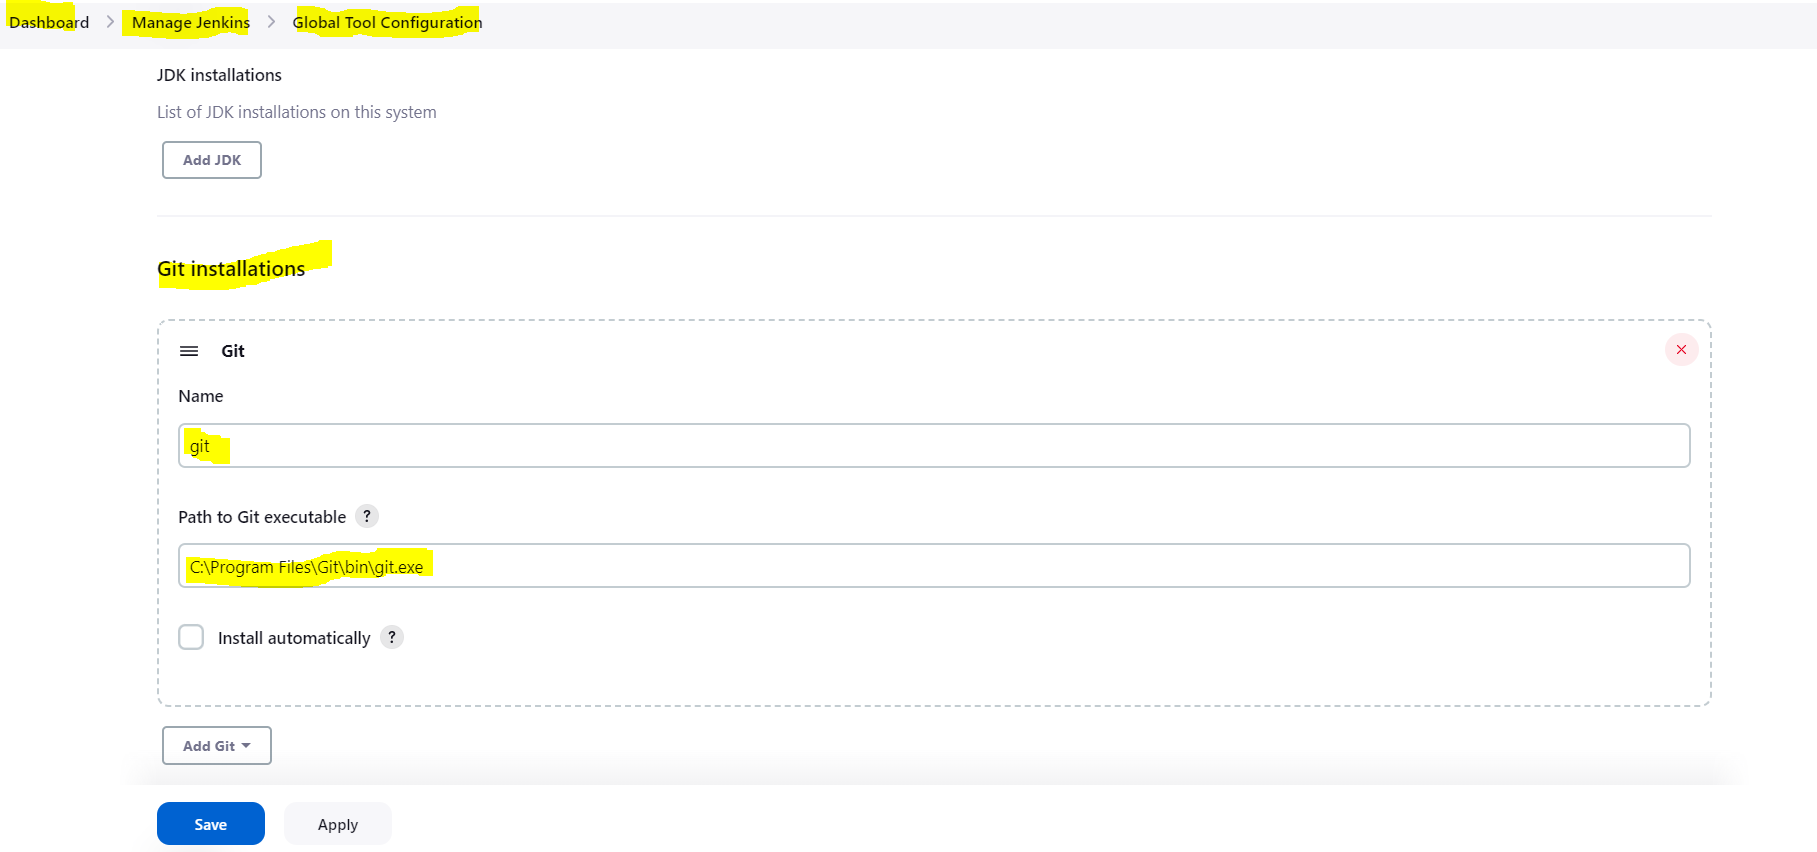 Dashboard > Manage Jenkins > Global Tool Configuration
JDK installations
List of JDK installations on this system
Add JDK
Git installations
Git
Name
git
Path to Git executable ?
C:\Program Files\Git\bin\git.exe
Install automatically ?
Add Git
Save Apply